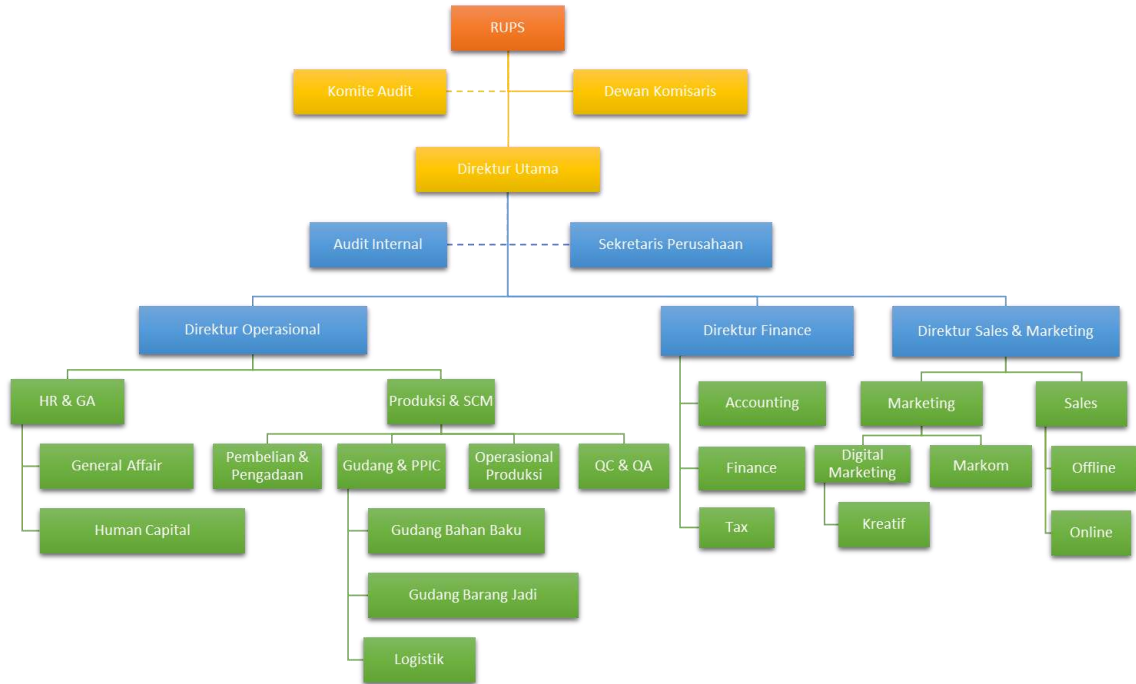 RUPS
Komite Audit
Dewan Komisaris
Direktur Utama
Audit Internal
Sekretaris Perusahaan
Direktur Operasional
Direktur Finance
Direktur Sales & Marketing
HR & GA
Produksi & SCM
Accounting
Marketing
Sales
General Affair
Pembelian &
Pengadaan
Gudang & PPIC
Operasional
Produksi
QC & QA
Finance
Digital
Marketing
Markom
Offline
Human Capital
Gudang Bahan Baku
Tax
Kreatif
Online
Gudang Barang Jadi
Logistik